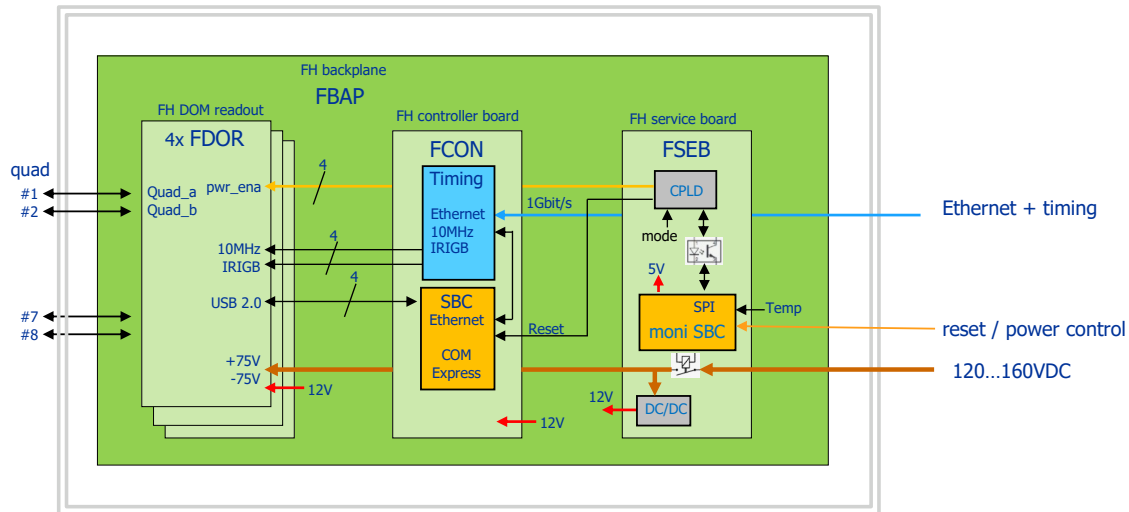 FH backplane
FBAP
FH DOM readout
4x FDOR
quad
#1
#2
Quad_a
Quad_b
pwr_ena
4
10MHz
IRIGB
4
USB 2.0
4
#7
#8
+75V
-75V
12V
FH controller board
FCON
Timing
Ethernet
10MHz
IRIGB
1Gbit/s
SBC
Ethernet
COM
Express
Reset
12V
FH service board
FSEB
CPLD
mode
5V
SPI
moni SBC
Temp
12V
DC/DC
Ethernet + timing
reset / power control
120...160VDC